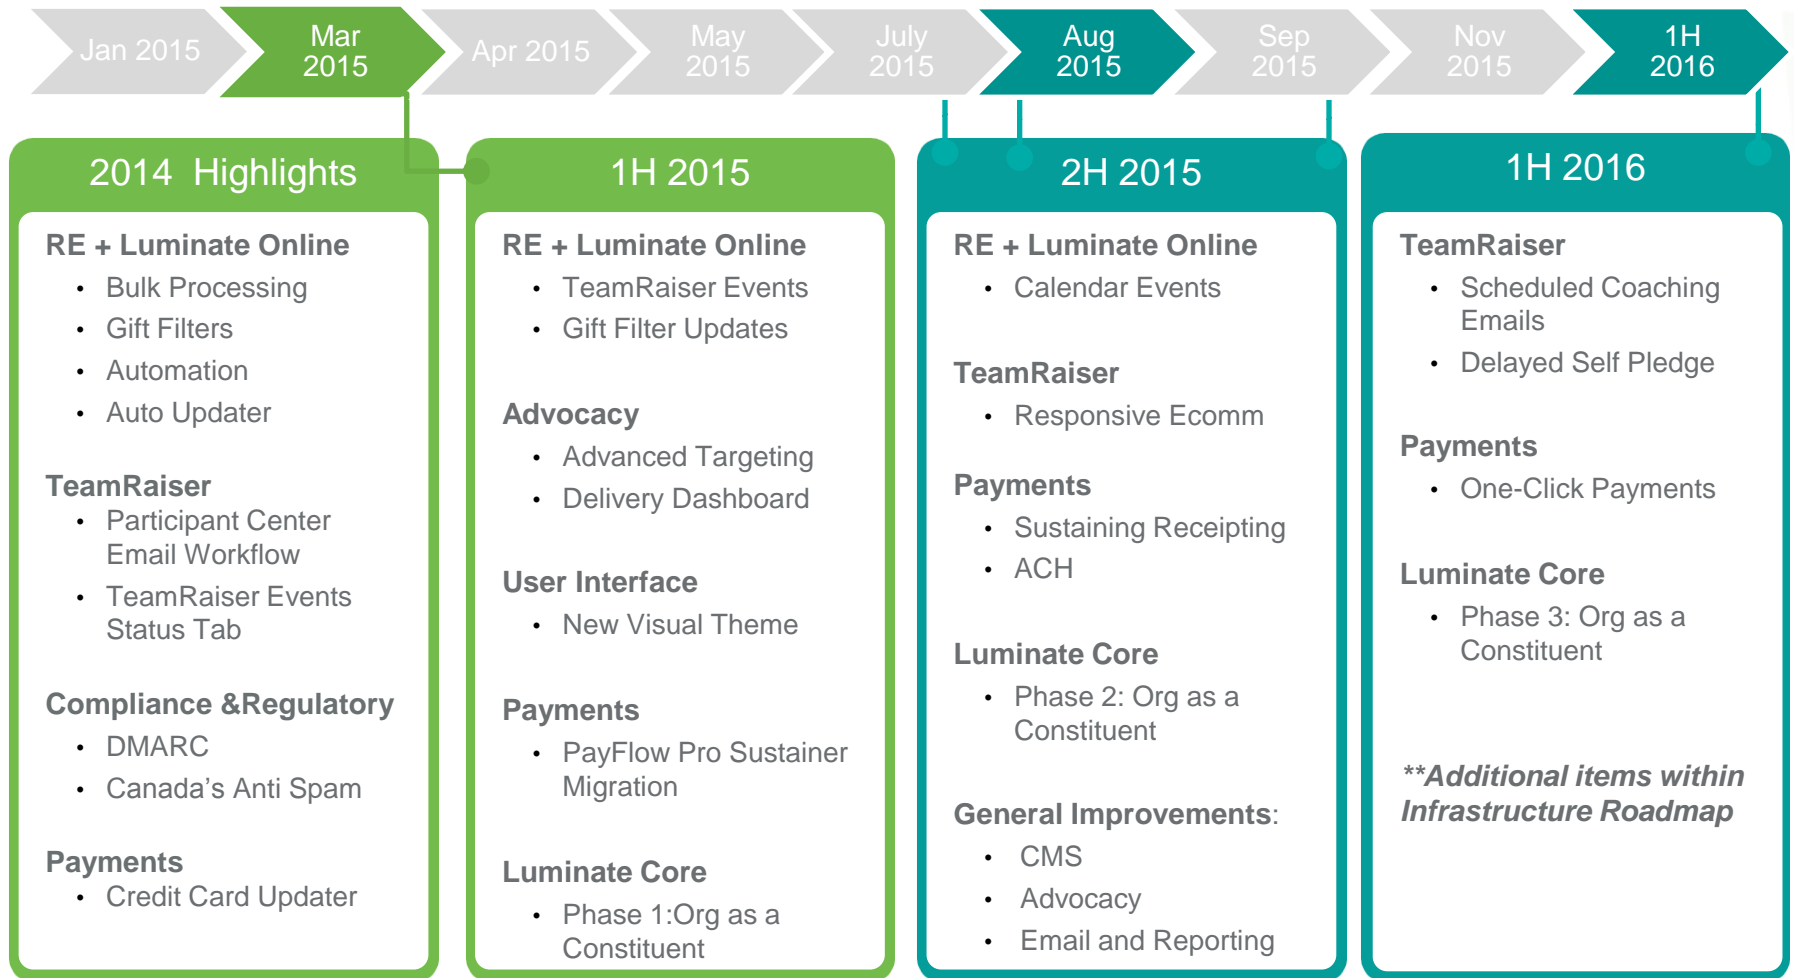 Jan 2015
Mar
2015
Apr 2015
May
2015
July
2015
Aug
2015
Sep
2015
Nov
2015
1H
2016
2014 Highlights
RE + Luminate Online
• Bulk Processing
• Gift Filters
• Automation
• Auto Updater
TeamRaiser
• Participant Center
Email Workflow
• TeamRaiser Events
Status Tab
Compliance &Regulatory
• DMARC
• Canada's Anti Spam
Payments
• Credit Card Updater
1H 2015
RE + Luminate Online
• TeamRaiser Events
• Gift Filter Updates
Advocacy
• Advanced Targeting
• Delivery Dashboard
User Interface
• New Visual Theme
Payments
• PayFlow Pro Sustainer
Migration
Luminate Core
• Phase 1:Org as a
Constituent
2H 2015
RE + Luminate Online
• Calendar Events
TeamRaiser
• Responsive Ecomm
Payments
• Sustaining Receipting
• ACH
Luminate Core
• Phase 2: Org as a
Constituent
General Improvements:
• CMS
• Advocacy
• Email and Reporting
1H 2016
TeamRaiser
• Scheduled Coaching
Emails
• Delayed Self Pledge
Payments
• One-Click Payments
Luminate Core
• Phase 3: Org as a
Constituent
**Additional items within
Infrastructure Roadmap